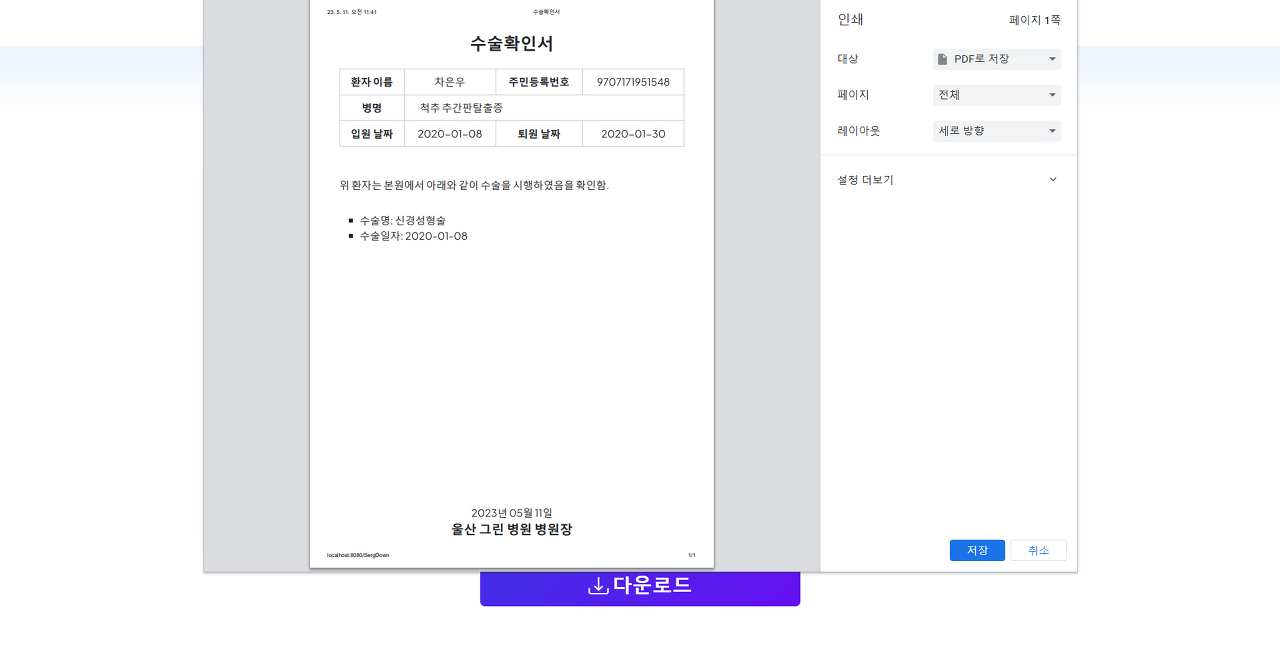 23. 5. 11. 오전 11:41 수술확인서
수술확인서
환자 이름 차은우 주민등록번호 9707171951548
병명 척추 추간판탈출증
입원 날짜 2020-01-08 퇴원 날짜 2020-01-30
위 환자는 본원에서 아래와 같이 수술을 시행하였음을 확인함.
수술명: 신경성형술
수술일자: 2020-01-08
2023년 05월 11일
울산 그린 병원 병원장
localhost:8080/SergDown 1/1
인쇄 페이지 1쪽
대상 PDF로 저장
페이지 전체
레이아웃 세로 방향
설정 더보기
저장 취소
다운로드